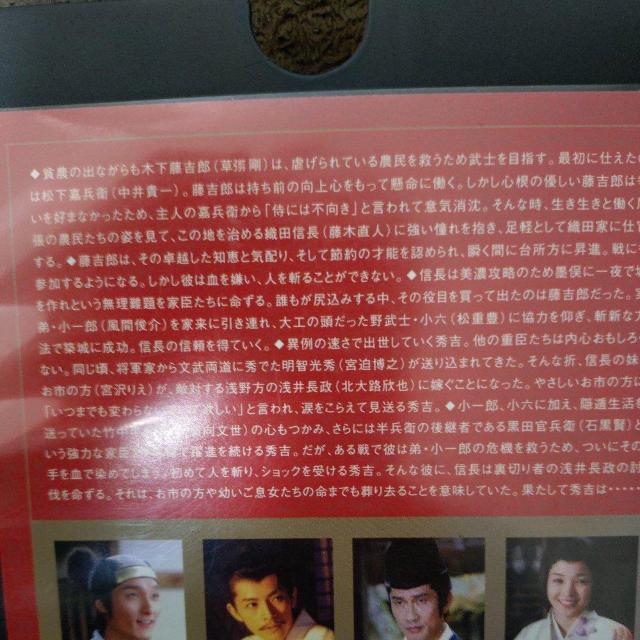 ◆貧農の出ながらも木下藤吉郎(草彅剛)は、虐げられている農民を救うため武士を目指す。最初に仕えた
は松下嘉兵衛(中井貴一)。藤吉郎は持ち前の向上心をもって懸命に働く。しかし心根の優しい藤吉郎は
いを好まなかったため、主人の嘉兵衛から「侍には不向き」と言われて意気消沈。そんな時、生き生きと働く
張の農民たちの姿を見て、この地を治める織田信長(藤木直人)に強い憧れを抱き、足軽として織田家に仕
する。◆藤吉郎は、その卓越した知恵と気配り、そして節約の才能を認められ、瞬く間に台所方に昇進。戦に
参加するようになる。しかし彼は血を嫌い、人を斬ることができない。◆信長は美濃攻略のため墨俣に一夜で
を作れという無理難題を家臣たちに命ずる。誰もが尻込みする中、その役目を買って出たのは藤吉郎だった。
弟・小一郎(風間俊介)を家来に引き連れ、大工の頭だった野武士・小六(松重豊)に協力を仰ぎ、斬新な
法で築城に成功。信長の信頼を得ていく。◆異例の速さで出世していく秀吉。他の重臣たちは内心おもしろ
ない。同じ頃、将軍家から文武両道に秀でた明智光秀(宮迫博之)が送り込まれてきた。そんな折、信長の妹
お市の方(宮沢りえ)が、敵対する浅野方の浅井長政(北大路欣也)に嫁ぐことになった。やさしいお市の方に
「いつまでも変わらな 欲しい」と言われ、涙をこらえて見送る秀吉。◆小一郎、小六に加え、隠遁生活を
送っていた竹 向文世)の心もつかみ、さらには半兵衛の後継者である黒田官兵衛(石黒賢)と
いう強力な家臣 躍進を続ける秀吉。だが、ある戦で彼は弟・小一郎の危機を救うため、ついにその
手を血で染めてしま 初めて人を斬り、ショックを受ける秀吉。そんな彼に、信長は裏切り者の浅井長政の討
伐を命ずる。それは、お市の方や幼いご息女たちの命までも葬り去ることを意味していた。果たして秀吉は……